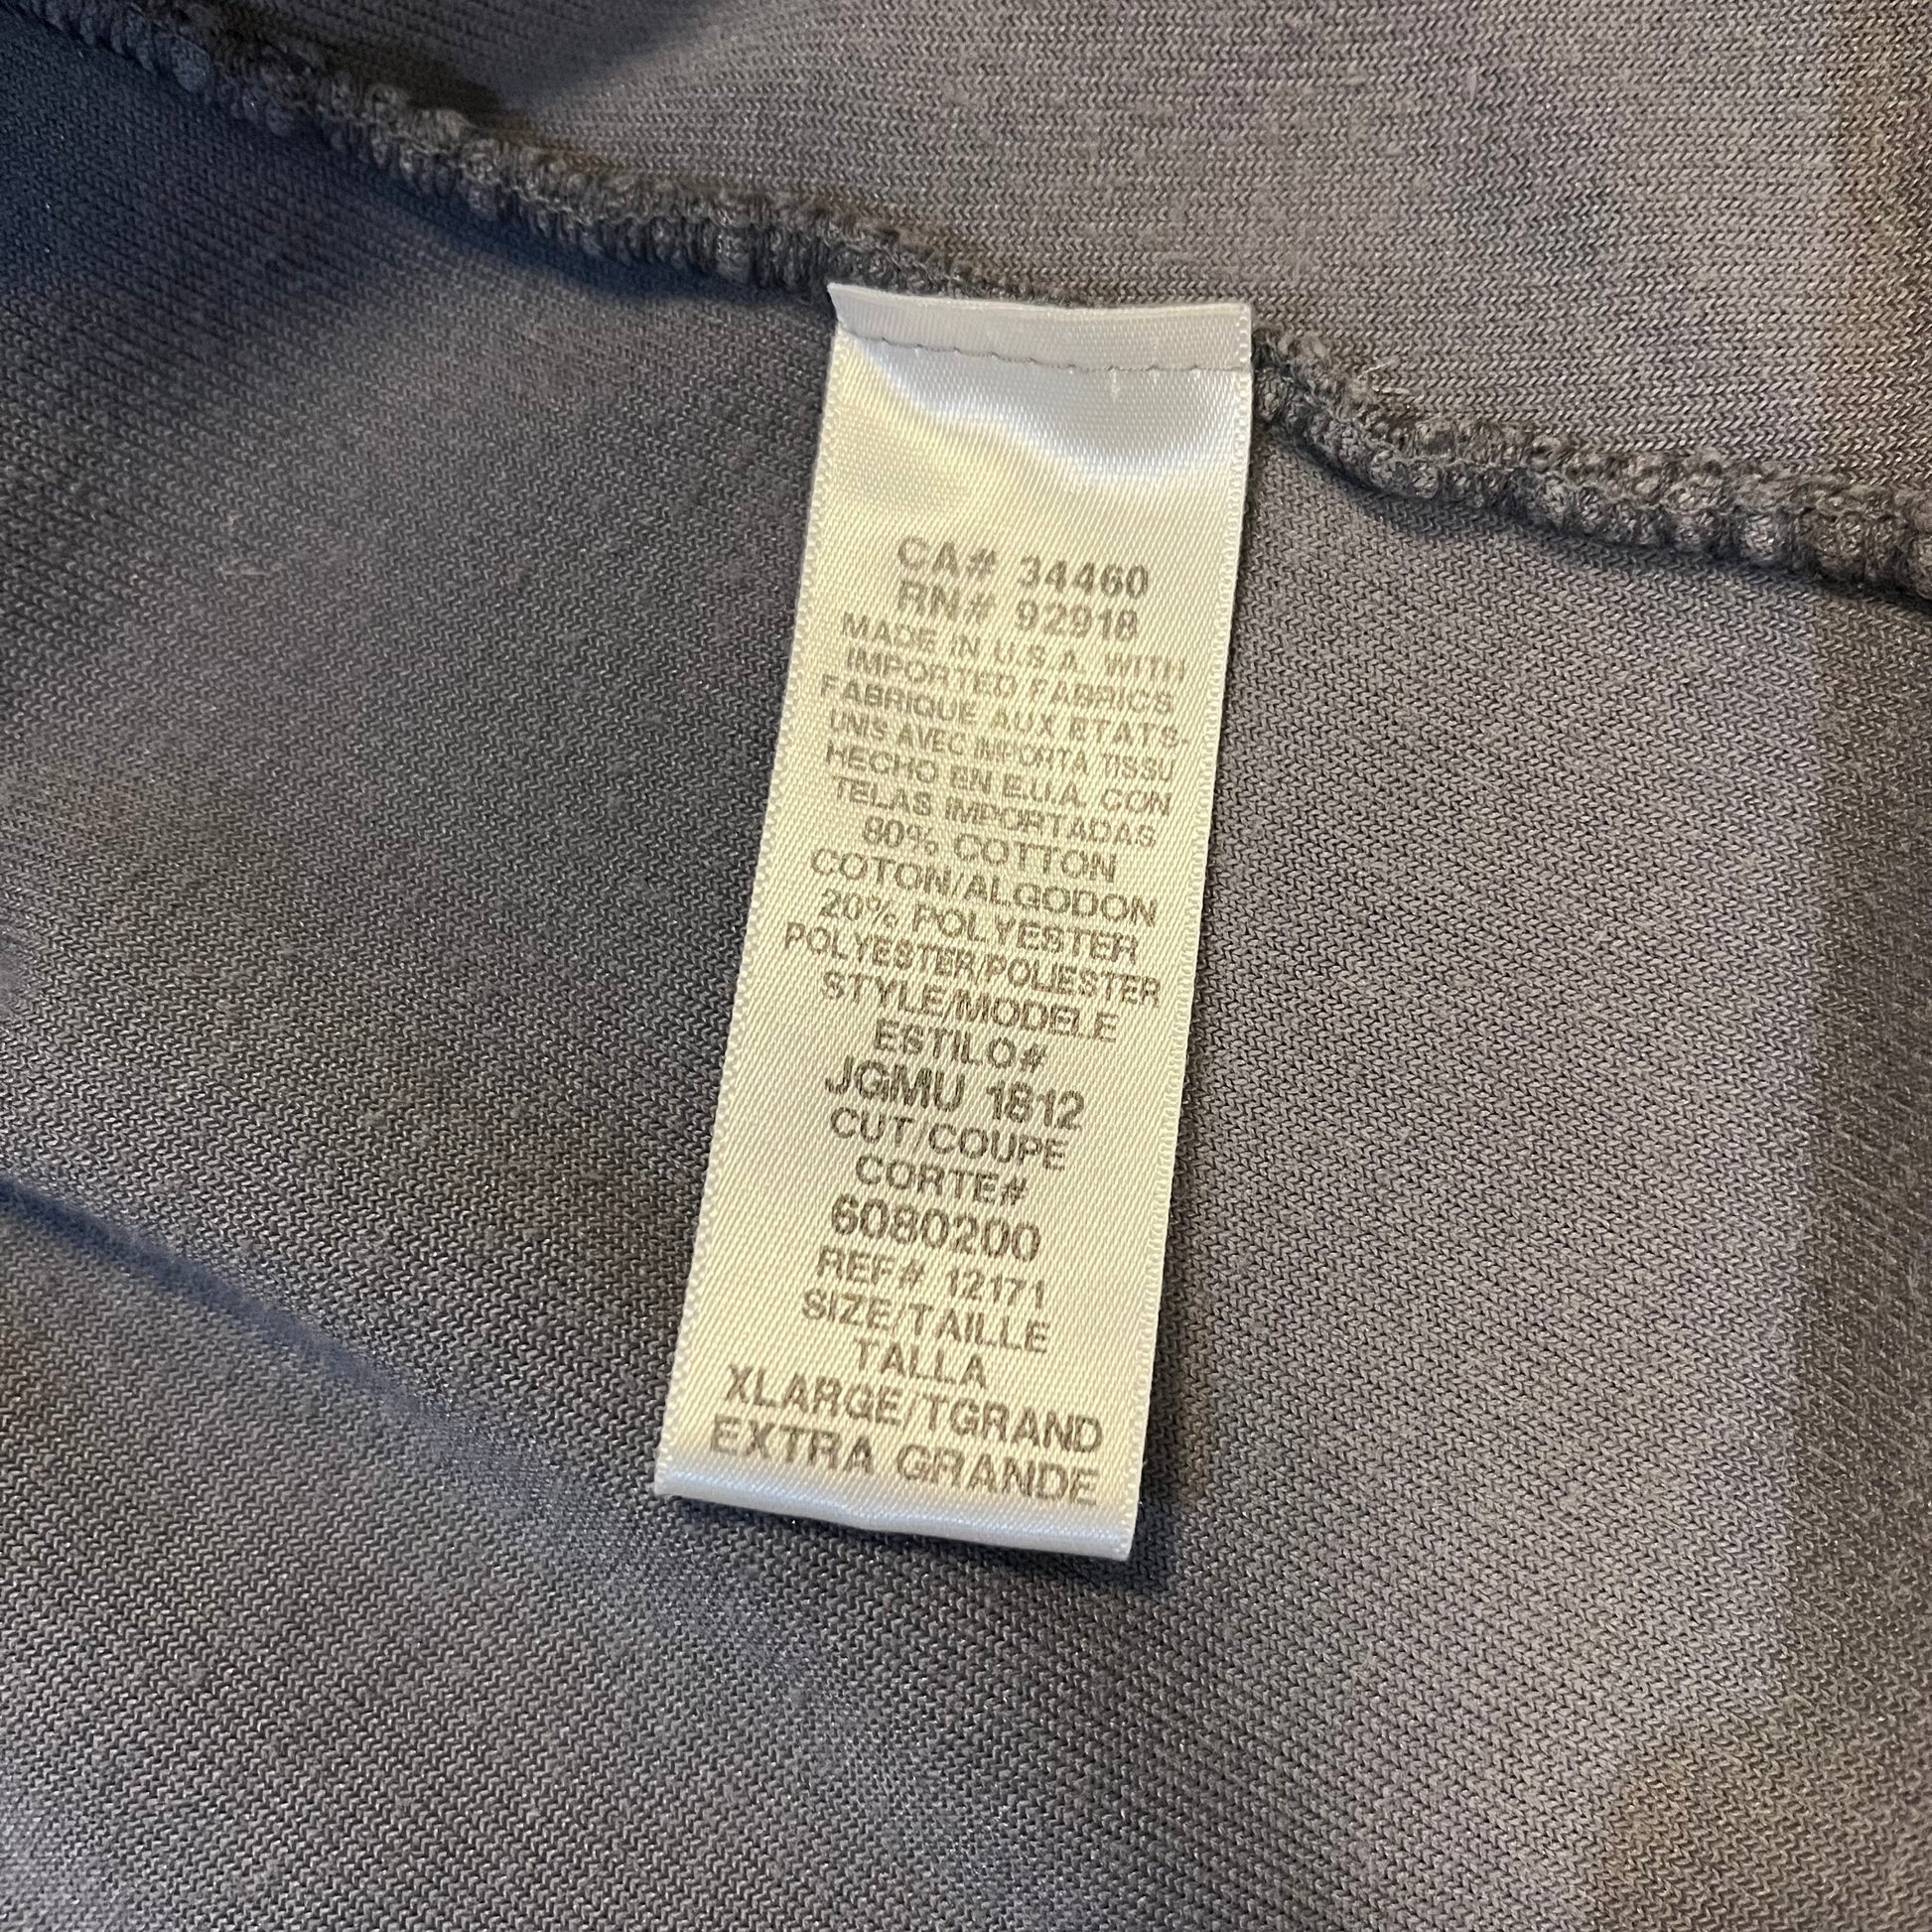 CA# 34460
RN# 92918
MADE IN U.S.A. WITH
IMPORTED FABRICS
FABRIQUE AUX ETATS-
UNIS AVEC IMPORTA TISSU
HECHO EN E.U.A. CON
TELAS IMPORTADAS
80% COTTON
COTON/ALGODON
20% POLYESTER
POLYESTER/POLIESTER
STYLE/MODELE
ESTILO#
JGMU 1812
CUT/COUPE
CORTE#
6080200
REF# 12171
SIZE/TAILLE
TALLA
XLARGE/TGRAND
EXTRA GRANDE